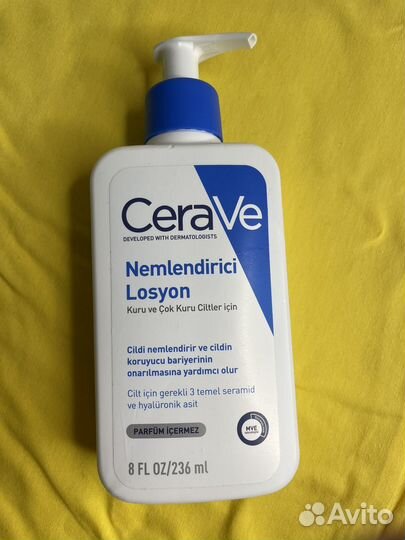 CeraVe
DEVELOPED WITH DERMATOLOGISTS
Nemlendirici
Losyon
Kuru ve Çok Kuru Ciltler için
Cildi nemlendirir ve cildin
koruyucu bariyerinin
onarılmasına yardımcı olur
Cilt için gerekli 3 temel seramid
ve hyalüronik asit
PARFÜM İÇERMEZ
MVE
8 FL OZ/236 ml
Avito